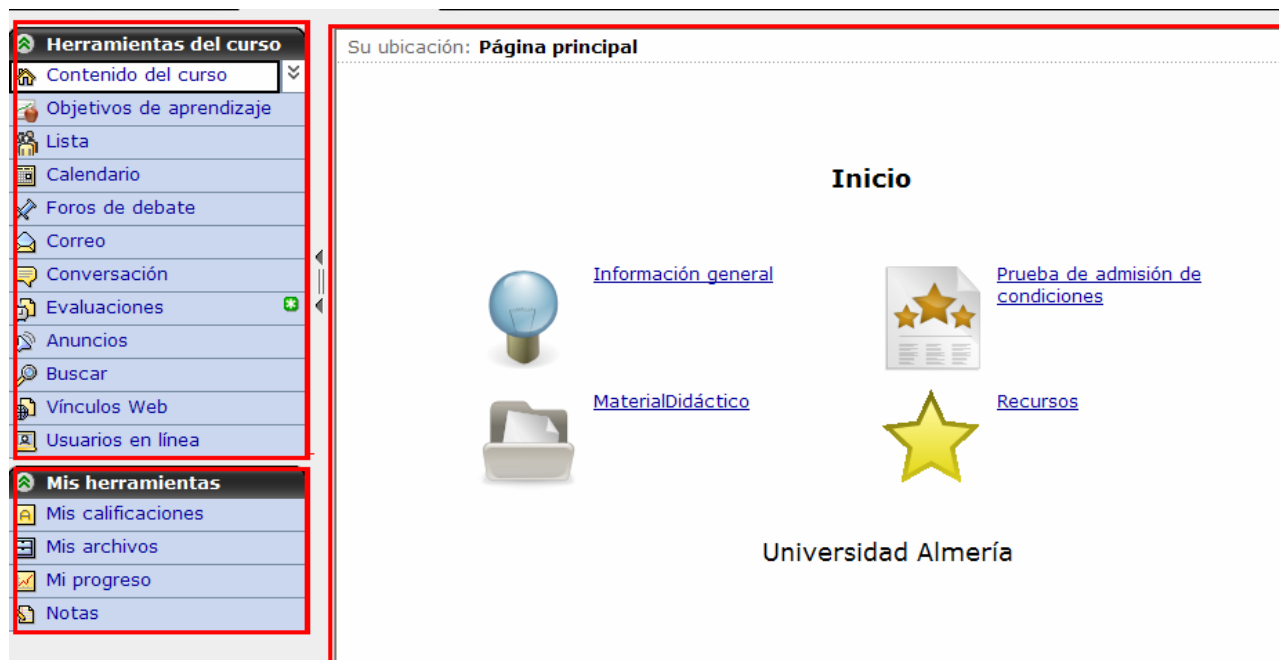 Herramientas del curso
Contenido del curso
Objetivos de aprendizaje
Lista
Calendario
Foros de debate
Correo
Conversación
Evaluaciones
Anuncios
Buscar
Vínculos Web
Usuarios en línea
Mis herramientas
Mis calificaciones
Mis archivos
Mi progreso
Notas
Su ubicación: Página principal
Inicio
Información general
Prueba de admisión de
condiciones
MaterialDidáctico
Recursos
Universidad Almería